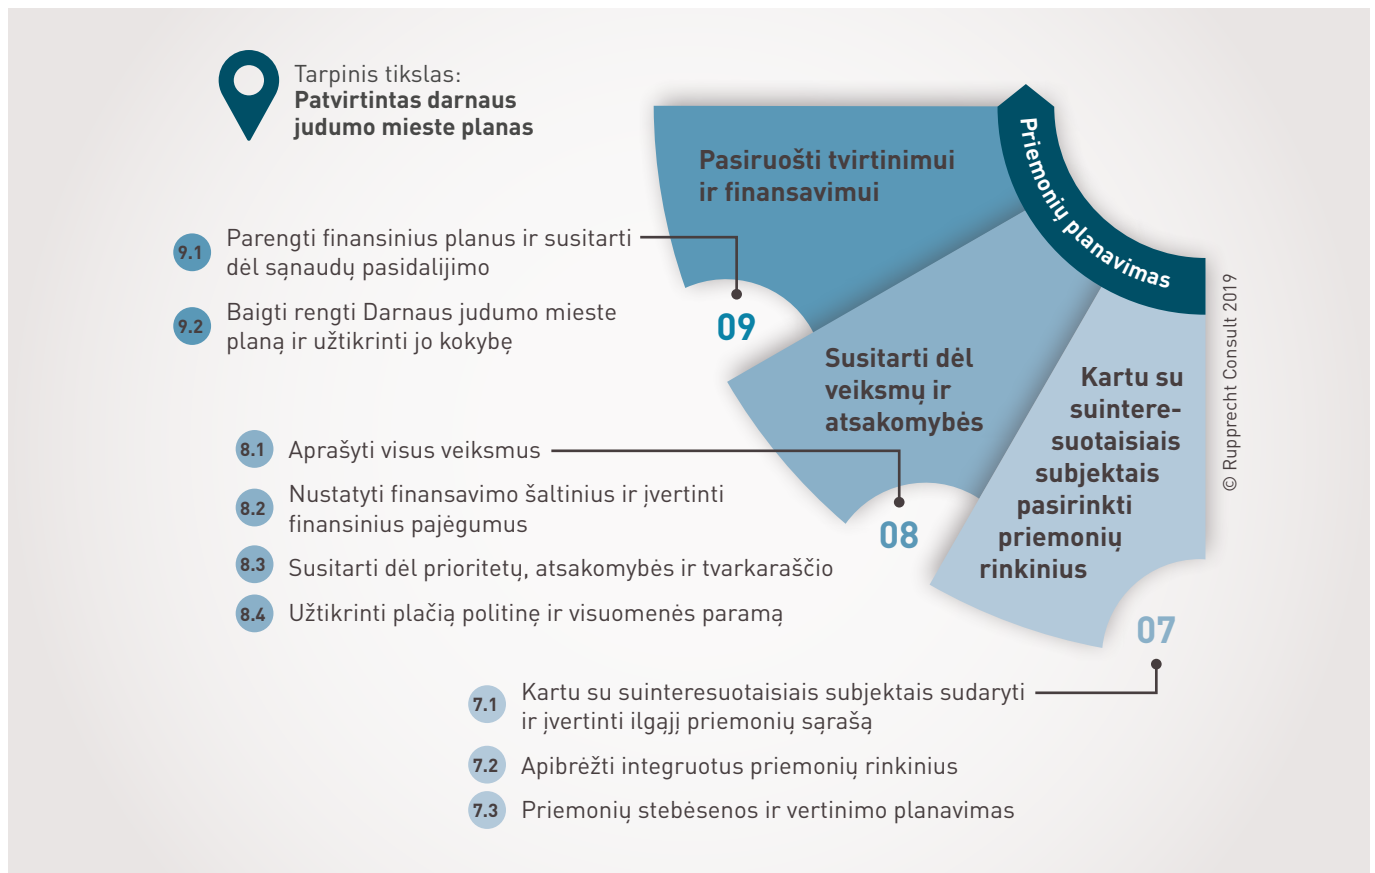 Tarpinis tikslas:
Patvirtintas darnaus
judumo mieste planas
Priemonių planavimas
Pasiruošti tvirtinimui
ir finansavimui
9.1
Parengti finansinius planus ir susitarti
dėl sąnaudų pasidalijimo
9.2
Baigti rengti Darnaus judumo mieste
planą ir užtikrinti jo kokybę
09
Susitarti dėl
veiksmų ir
atsakomybės
8.1
Aprašyti visus veiksmus
8.2
Nustatyti finansavimo šaltinius ir įvertinti
finansinius pajėgumus
8.3
Susitarti dėl prioritetų, atsakomybės ir tvarkaraščio
8.4
Užtikrinti plačią politinę ir visuomenės paramą
08
Kartu su
suintere-
suotaisiais
subjektais
pasirinkti
priemonių
rinkinius
07
7.1
Kartu su suinteresuotaisiais subjektais sudaryti
ir įvertinti ilgąjį priemonių sąrašą
7.2
Apibrėžti integruotus priemonių rinkinius
7.3
Priemonių stebėsenos ir vertinimo planavimas
© Rupprecht Consult 2019